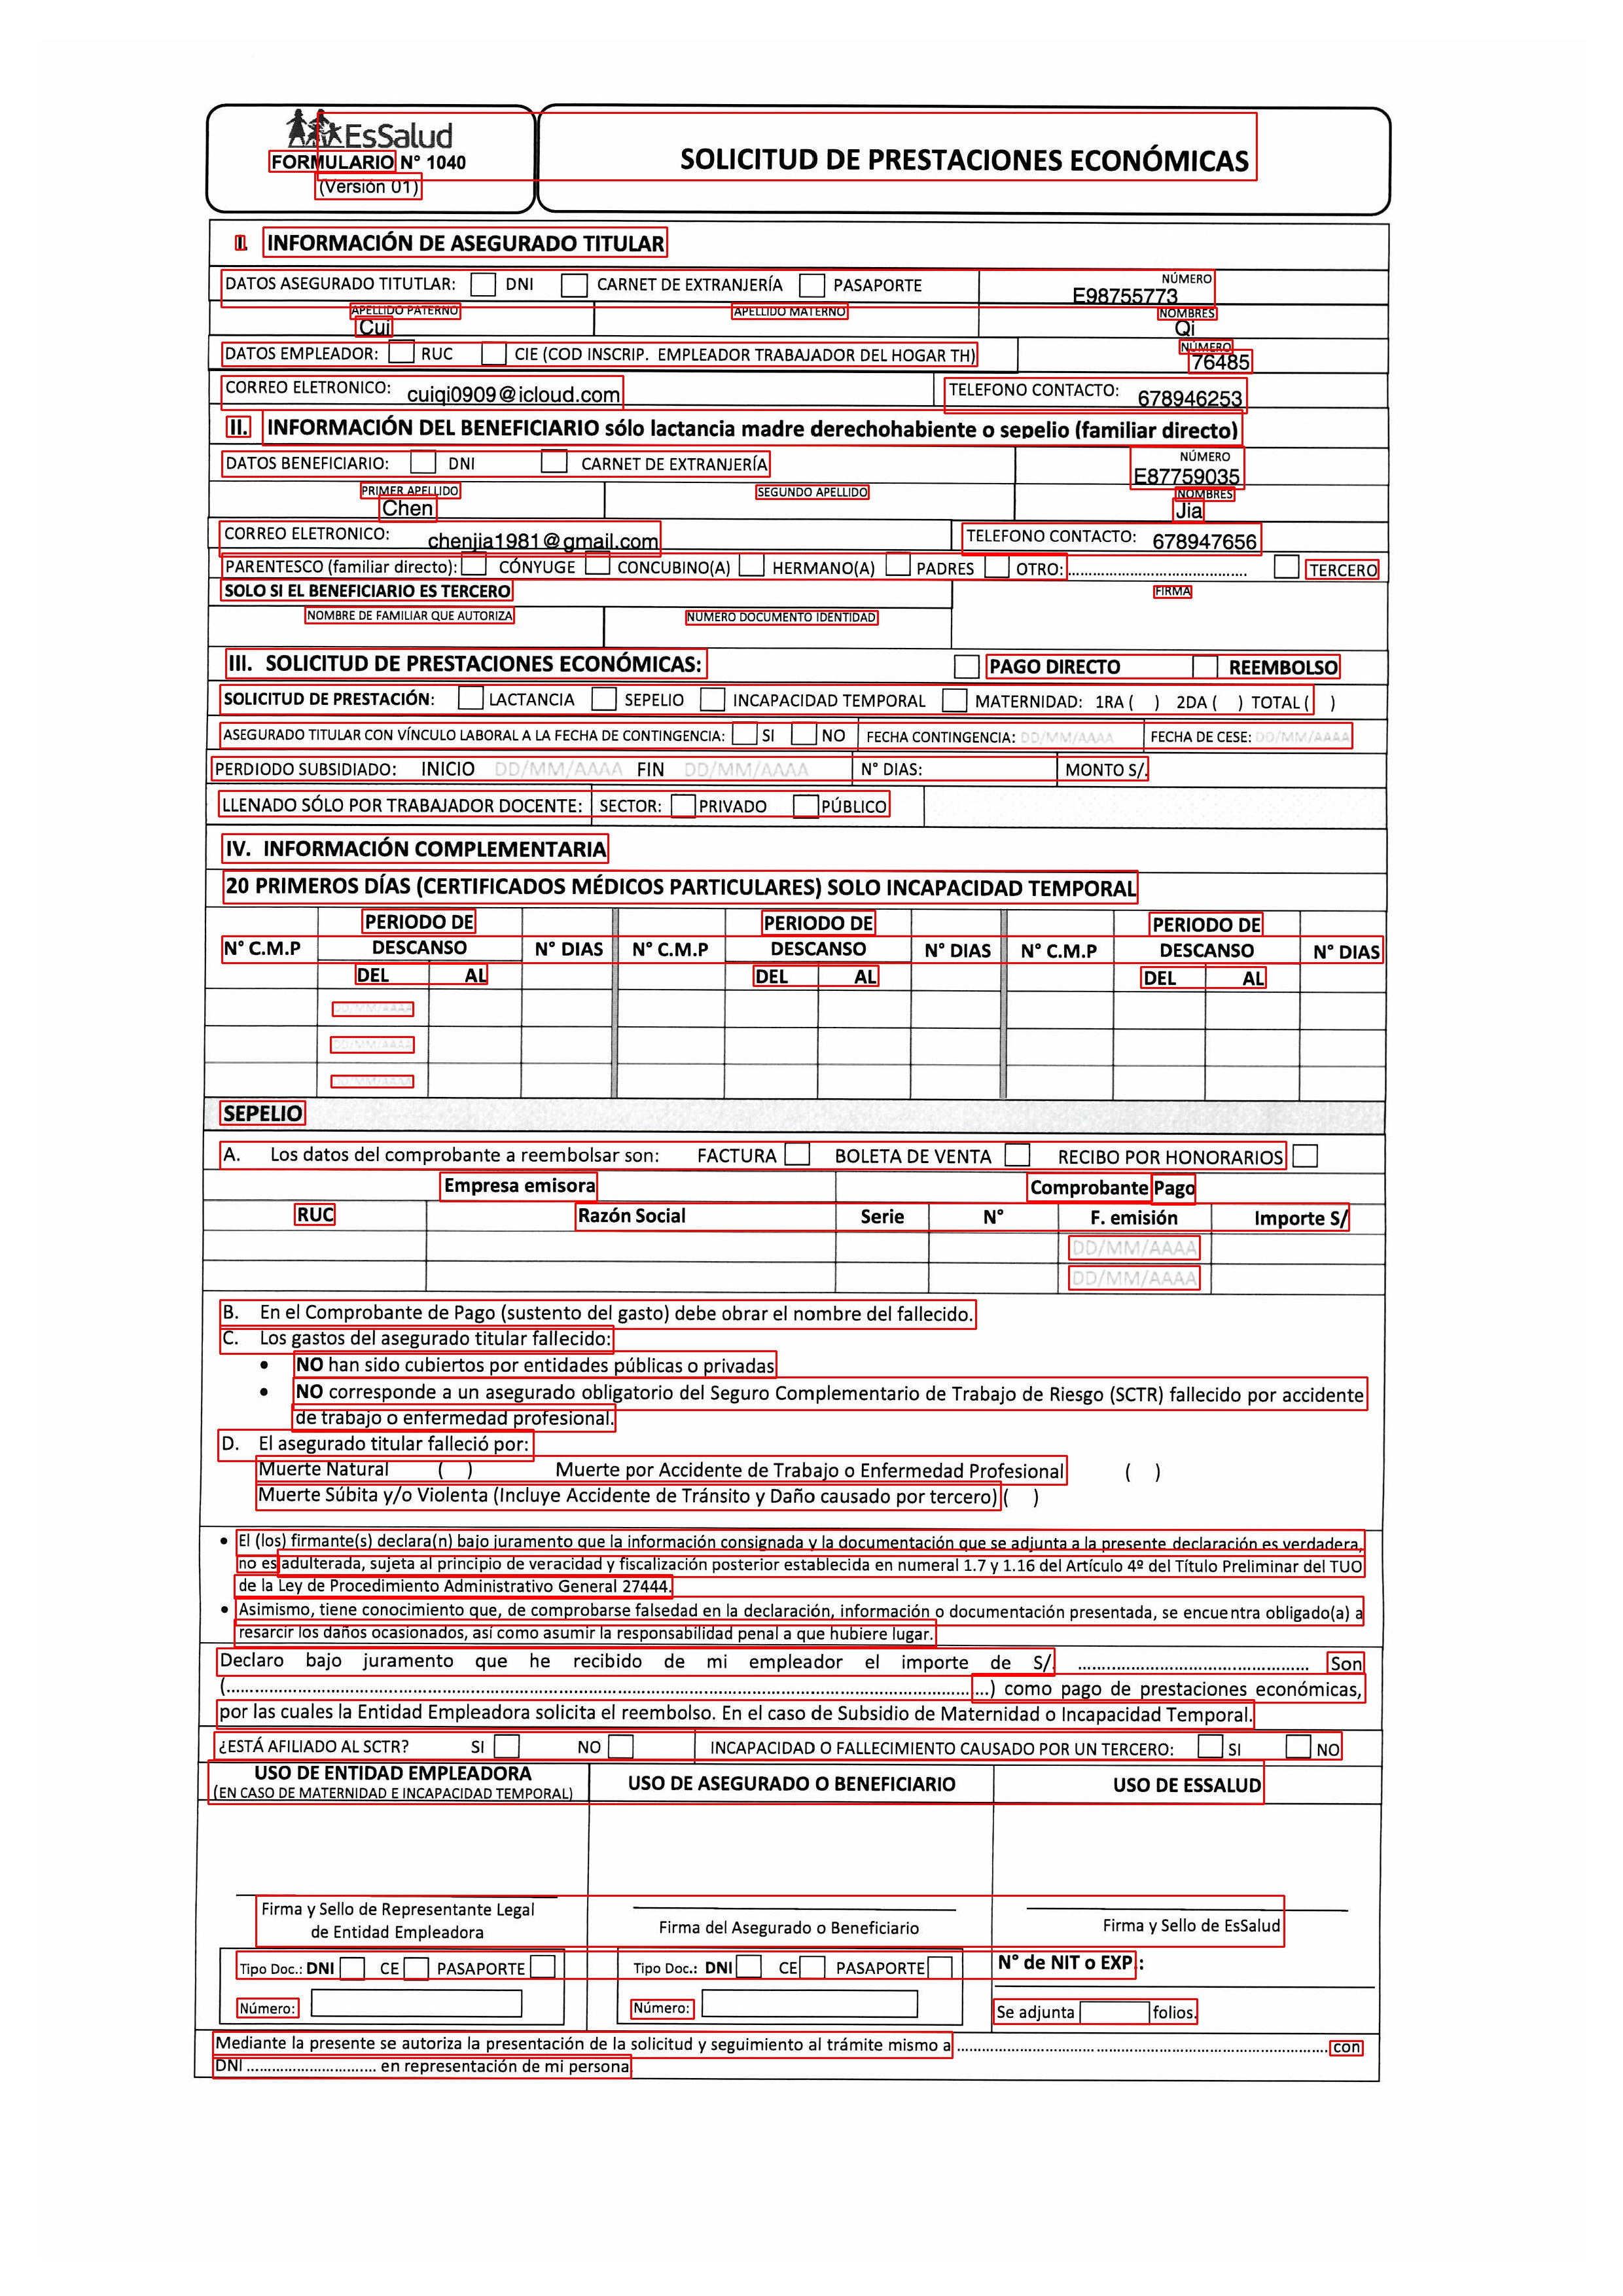 EsSalud
FORMULARIO N° 1040
(Versión 01)
SOLICITUD DE PRESTACIONES ECONÓMICAS
I. INFORMACIÓN DE ASEGURADO TITULAR
DATOS ASEGURADO TITUTLAR: DNI CARNET DE EXTRANJERÍA PASAPORTE NÚMERO
E98755773
APELLIDO PATERNO APELLIDO MATERNO NOMBRES
Cui Qi
DATOS EMPLEADOR: RUC CIE (COD INSCRIP. EMPLEADOR TRABAJADOR DEL HOGAR TH) NÚMERO
76485
CORREO ELETRONICO: cuiqi0909@icloud.com TELEFONO CONTACTO: 678946253
II. INFORMACIÓN DEL BENEFICIARIO sólo lactancia madre derechohabiente o sepelio (familiar directo)
DATOS BENEFICIARIO: DNI CARNET DE EXTRANJERÍA NÚMERO
E87759035
PRIMER APELLIDO SEGUNDO APELLIDO NOMBRES
Chen Jia
CORREO ELETRONICO: chenjia1981@gmail.com TELEFONO CONTACTO: 678947656
PARENTESCO (familiar directo): CÓNYUGE CONCUBINO(A) HERMANO(A) PADRES OTRO:........................................ TERCERO
SOLO SI EL BENEFICIARIO ES TERCERO FIRMA
NOMBRE DE FAMILIAR QUE AUTORIZA NUMERO DOCUMENTO IDENTIDAD
III. SOLICITUD DE PRESTACIONES ECONÓMICAS: PAGO DIRECTO REEMBOLSO
SOLICITUD DE PRESTACIÓN: LACTANCIA SEPELIO INCAPACIDAD TEMPORAL MATERNIDAD: 1RA ( ) 2DA ( ) TOTAL ( )
ASEGURADO TITULAR CON VÍNCULO LABORAL A LA FECHA DE CONTINGENCIA: SI NO FECHA CONTINGENCIA: DD/MM/AAAA FECHA DE CESE: DD/MM/AAAA
PERDIODO SUBSIDIADO: INICIO DD/MM/AAAA FIN DD/MM/AAAA N° DIAS: MONTO S/.
LLENADO SÓLO POR TRABAJADOR DOCENTE: SECTOR: PRIVADO PÚBLICO
IV. INFORMACIÓN COMPLEMENTARIA
20 PRIMEROS DÍAS (CERTIFICADOS MÉDICOS PARTICULARES) SOLO INCAPACIDAD TEMPORAL
PERIODO DE PERIODO DE PERIODO DE
N° C.M.P DESCANSO N° DIAS N° C.M.P DESCANSO N° DIAS N° C.M.P DESCANSO N° DIAS
DEL AL DEL AL DEL AL
DD/MM/AAAA
DD/MM/AAAA
DD/MM/AAAA
SEPELIO
A. Los datos del comprobante a reembolsar son: FACTURA BOLETA DE VENTA RECIBO POR HONORARIOS
Empresa emisora Comprobante Pago
RUC Razón Social Serie N° F. emisión Importe S/
DD/MM/AAAA
DD/MM/AAAA
B. En el Comprobante de Pago (sustento del gasto) debe obrar el nombre del fallecido.
C. Los gastos del asegurado titular fallecido:
• NO han sido cubiertos por entidades públicas o privadas
• NO corresponde a un asegurado obligatorio del Seguro Complementario de Trabajo de Riesgo (SCTR) fallecido por accidente
de trabajo o enfermedad profesional.
D. El asegurado titular falleció por:
Muerte Natural ( ) Muerte por Accidente de Trabajo o Enfermedad Profesional ( )
Muerte Súbita y/o Violenta (Incluye Accidente de Tránsito y Daño causado por tercero) ( )
• El (los) firmante(s) declara(n) bajo juramento que la información consignada y la documentación que se adjunta a la presente declaración es verdadera,
no es adulterada, sujeta al principio de veracidad y fiscalización posterior establecida en numeral 1.7 y 1.16 del Artículo 4º del Título Preliminar del TUO
de la Ley de Procedimiento Administrativo General 27444.
• Asimismo, tiene conocimiento que, de comprobarse falsedad en la declaración, información o documentación presentada, se encuentra obligado(a) a
resarcir los daños ocasionados, así como asumir la responsabilidad penal a que hubiere lugar.
Declaro bajo juramento que he recibido de mi empleador el importe de S/. ............................................. Son
(..................................................................................................................) como pago de prestaciones económicas,
por las cuales la Entidad Empleadora solicita el reembolso. En el caso de Subsidio de Maternidad o Incapacidad Temporal.
¿ESTÁ AFILIADO AL SCTR? SI NO INCAPACIDAD O FALLECIMIENTO CAUSADO POR UN TERCERO: SI NO
USO DE ENTIDAD EMPLEADORA USO DE ASEGURADO O BENEFICIARIO USO DE ESSALUD
(EN CASO DE MATERNIDAD E INCAPACIDAD TEMPORAL)
Firma y Sello de Representante Legal
de Entidad Empleadora Firma del Asegurado o Beneficiario Firma y Sello de EsSalud
Tipo Doc.: DNI CE PASAPORTE Tipo Doc.: DNI CE PASAPORTE N° de NIT o EXP.:
Número: Número: Se adjunta folios.
Mediante la presente se autoriza la presentación de la solicitud y seguimiento al trámite mismo a ........................................................................ con
DNI ............................ en representación de mi persona